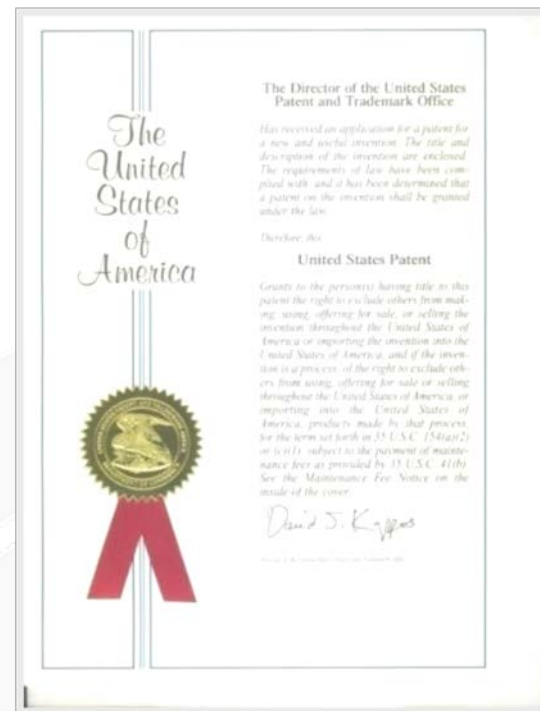 The
United
States
of
America
The Director of the United States
Patent and Trademark Office
Has received an application for a patent for
a new and useful invention. The title and
description of the invention are enclosed.
The requirements of law have been com-
plied with, and it has been determined that
a patent on the invention shall be granted
under the law.
Therefore, this
United States Patent
Grants to the person(s) having title to this
patent the right to exclude others from mak-
ing, using, offering for sale, or selling the
invention throughout the United States of
America or importing the invention into the
United States of America, and if the inven-
tion is a process, of the right to exclude oth-
ers from using, offering for sale or selling
throughout the United States of America, or
importing into the United States of
America, products made by that process,
for the term set forth in 35 U.S.C. 154(a)(2)
or (c)(1), subject to the payment of mainte-
nance fees as provided by 35 U.S.C. 41(b).
See the Maintenance Fee Notice on the
inside of the cover.
David J. Kappos